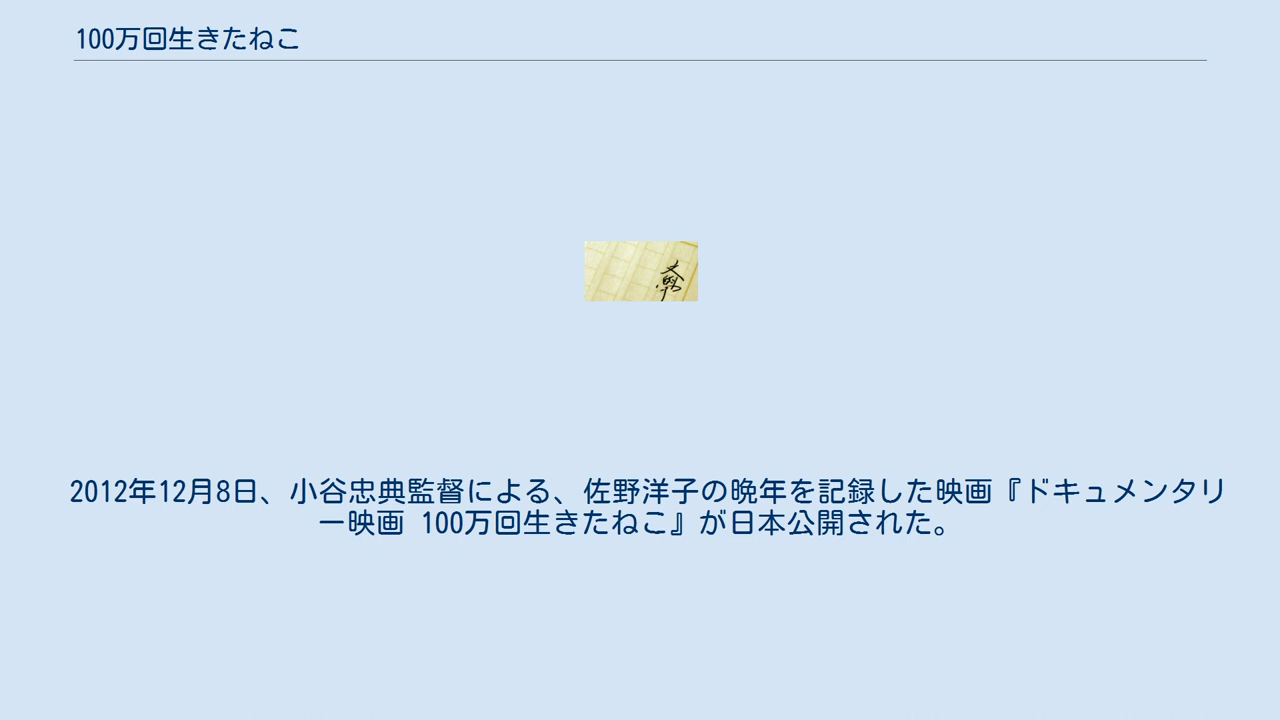 100万回生きたねこ
2012年12月8日、小谷忠典監督による、佐野洋子の晩年を記録した映画『ドキュメンタリ
ー映画 100万回生きたねこ』が日本公開された。